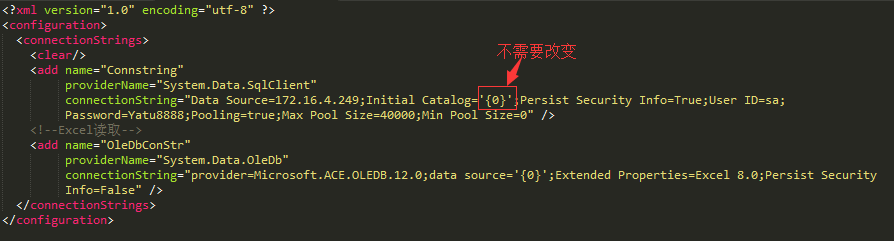 <?xml version="1.0" encoding="utf-8" ?>
<configuration>
<connectionStrings>
<clear/>
不需要改变
<add name="Connstring"
providerName="System.Data.SqlClient"
connectionString="Data Source=172.16.4.249;Initial Catalog='{0}';Persist Security Info=True;User ID=sa;
Password=Yatu8888;Pooling=true;Max Pool Size=40000;Min Pool Size=0" />
<!--Excel读取-->
<add name="OleDbConStr"
providerName="System.Data.OleDb"
connectionString="provider=Microsoft.ACE.OLEDB.12.0;data source='{0}';Extended Properties=Excel 8.0;Persist Security
Info=False" />
</connectionStrings>
</configuration>